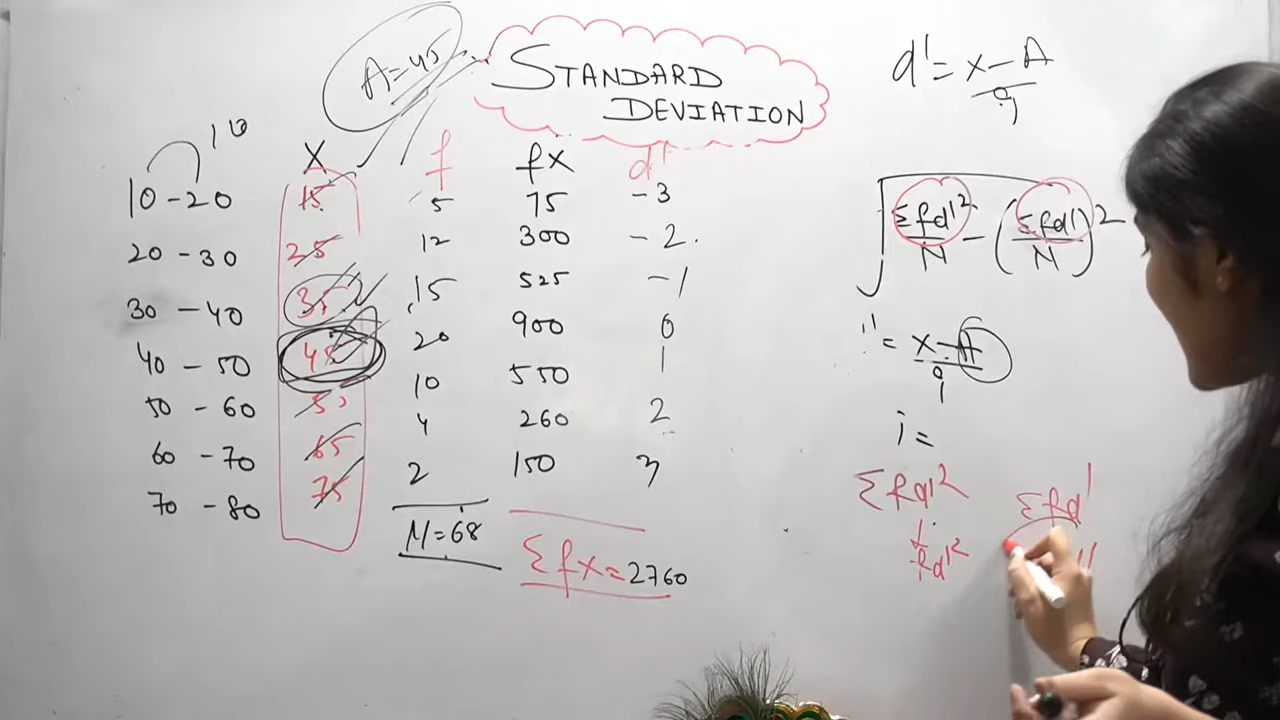 A=45
STANDARD
DEVIATION
d' = x-A
i
10
X f fx d'
10-20 15 5 75 -3
20-30 25 12 300 -2
30-40 35 15 525 -1
40-50 45 20 900 0
50-60 55 10 550 1
60-70 65 4 260 2
70-80 75 2 150 3
N=68
Σfx=2760
√ Σfd'² - (Σfd')²
N N
= x-A
i
i =
Σfd'² Σfd'
fd'²